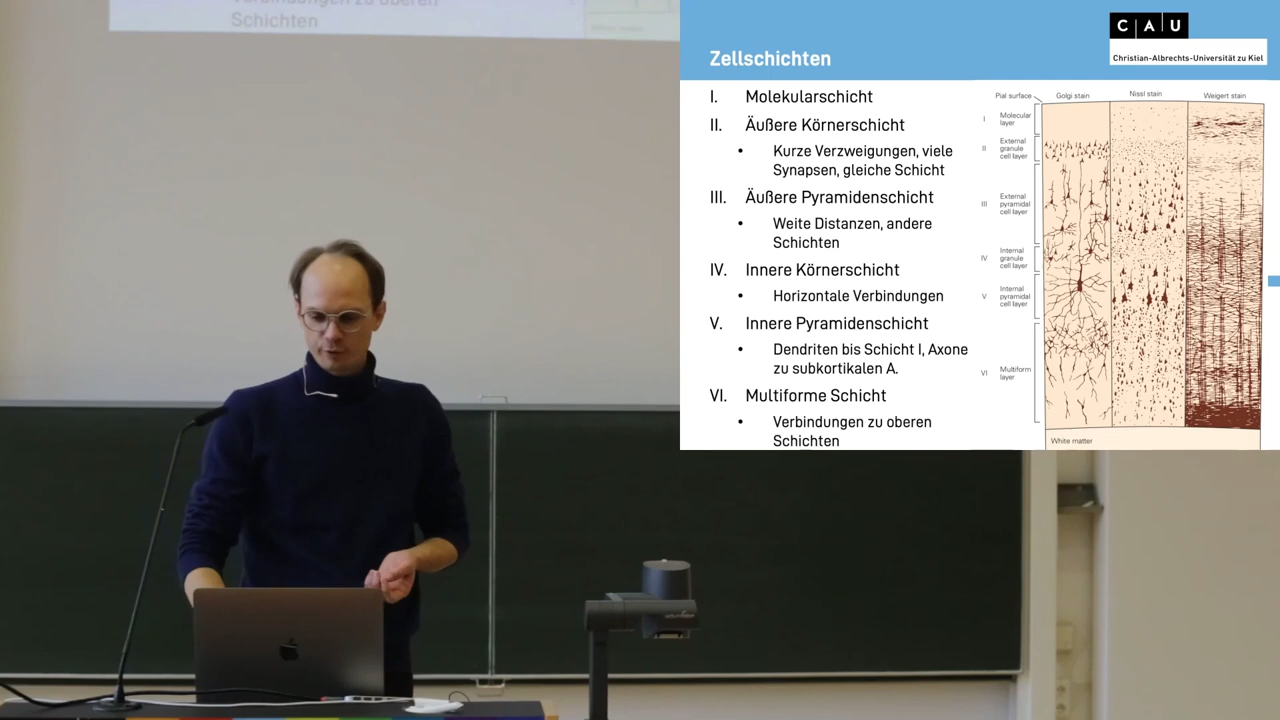 Verbindungen zu oberen
Schichten
Zellschichten
C A U
Christian-Albrechts-Universität zu Kiel
I. Molekularschicht
II. Äußere Körnerschicht
• Kurze Verzweigungen, viele
Synapsen, gleiche Schicht
III. Äußere Pyramidenschicht
• Weite Distanzen, andere
Schichten
IV. Innere Körnerschicht
• Horizontale Verbindungen
V. Innere Pyramidenschicht
• Dendriten bis Schicht I, Axone
zu subkortikalen A.
VI. Multiforme Schicht
• Verbindungen zu oberen
Schichten
Pial surface
Golgi stain
Nissl stain
Weigert stain
I
Molecular
layer
II
External
granule
cell layer
III
External
pyramidal
cell layer
IV
Internal
granule
cell layer
V
Internal
pyramidal
cell layer
VI
Multiform
layer
White matter